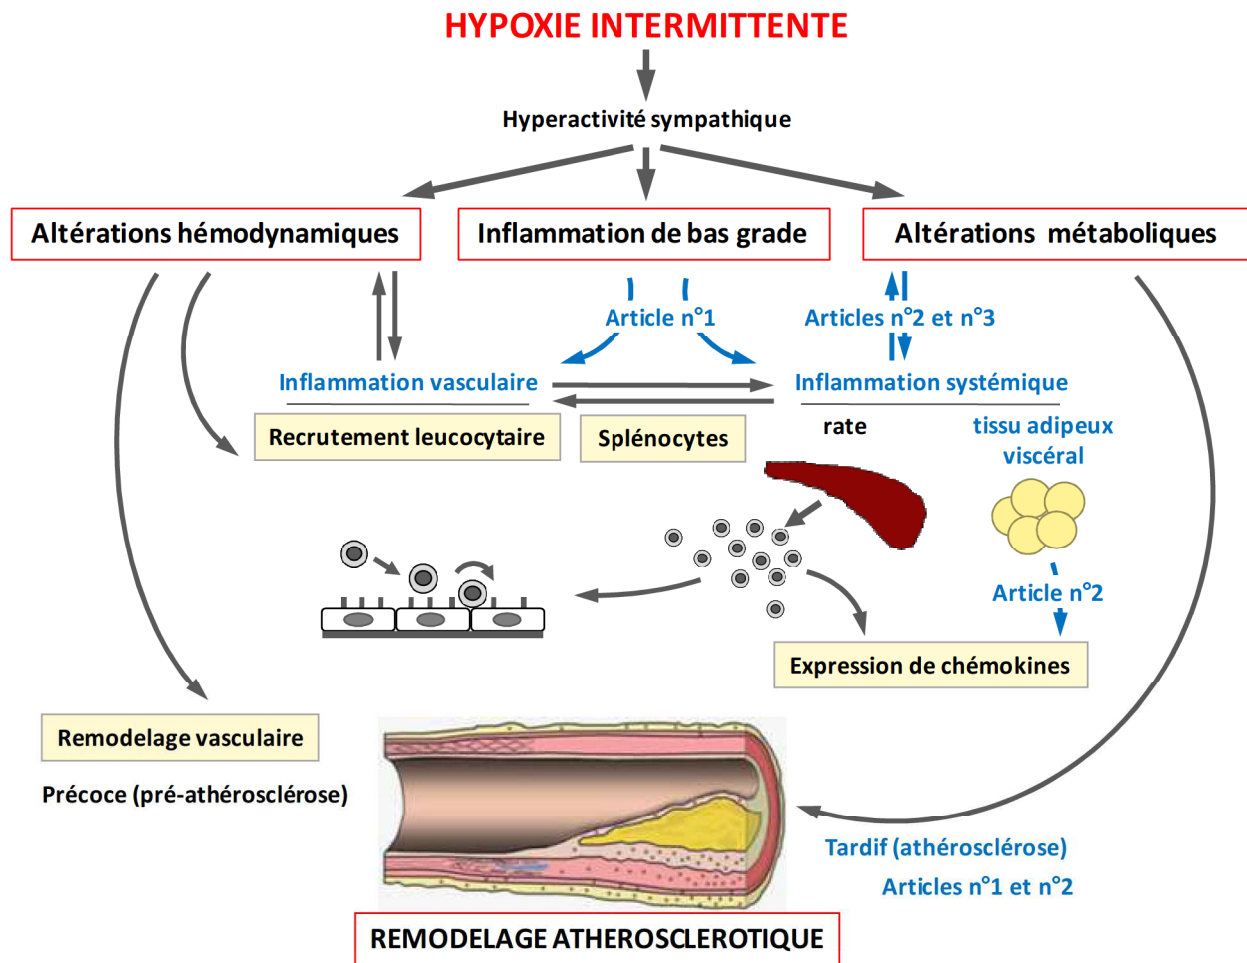 HYPOXIE INTERMITTENTE
Hyperactivité sympathique
Altérations hémodynamiques
Inflammation de bas grade
Altérations métaboliques
Article n°1
Articles n°2 et n°3
Inflammation vasculaire
Inflammation systémique
Recrutement leucocytaire
Splénocytes
rate
tissu adipeux
viscéral
Article n°2
Expression de chémokines
Remodelage vasculaire
Précoce (pré-athérosclérose)
Tardif (athérosclérose)
Articles n°1 et n°2
REMODELAGE ATHEROSCLEROTIQUE